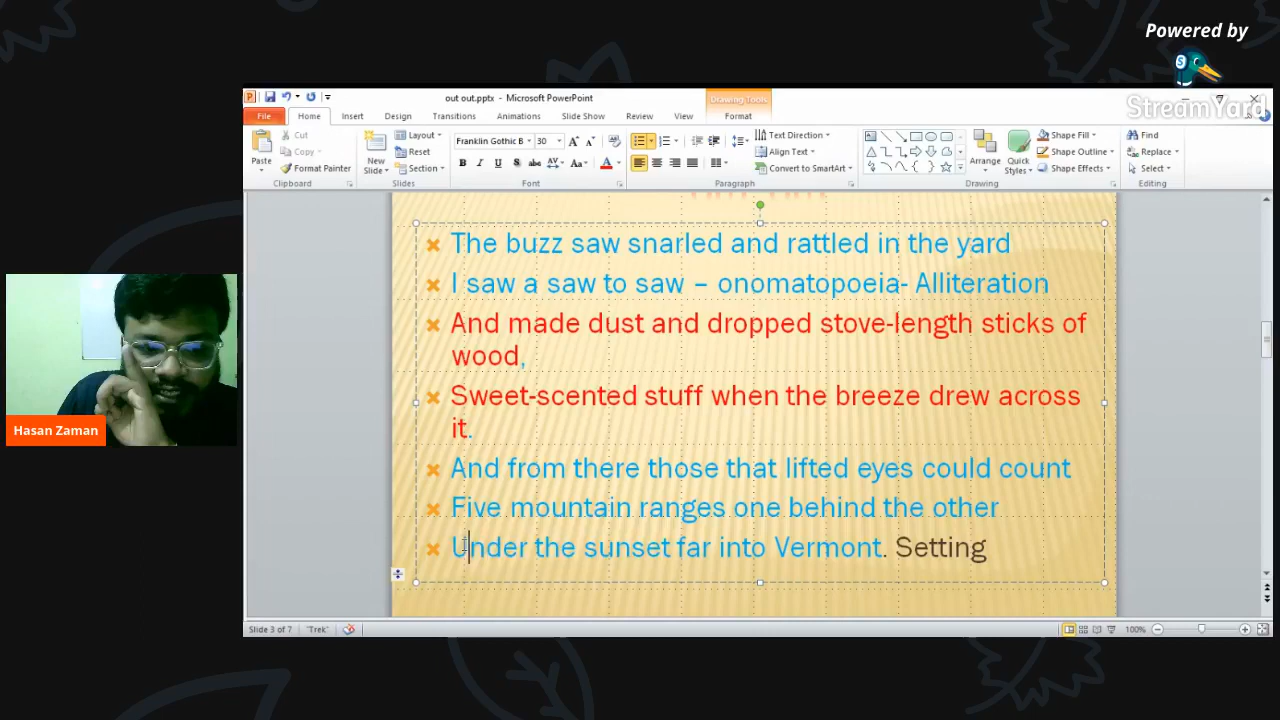 Powered by
StreamYard
out out.pptx - Microsoft PowerPoint
Drawing Tools
File Home Insert Design Transitions Animations Slide Show Review View Format
Paste
Cut
Copy
Format Painter
Clipboard
New Slide
Layout
Reset
Section
Slides
Franklin Gothic B 30
Font
Text Direction
Align Text
Convert to SmartArt
Paragraph
Arrange
Quick Styles
Shape Fill
Shape Outline
Shape Effects
Drawing
Find
Replace
Select
Editing
The buzz saw snarled and rattled in the yard
I saw a saw to saw – onomatopoeia- Alliteration
And made dust and dropped stove-length sticks of
wood,
Sweet-scented stuff when the breeze drew across
it.
And from there those that lifted eyes could count
Five mountain ranges one behind the other
Under the sunset far into Vermont. Setting
Hasan Zaman
Slide 3 of 7 "Trek" 100%